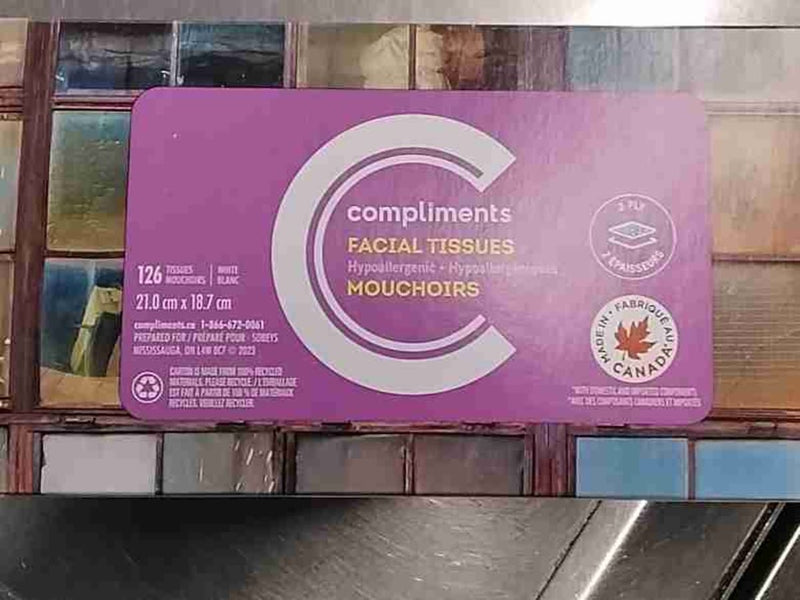 compliments
FACIAL TISSUES
Hypoallergenic • Hypoallergéniques
MOUCHOIRS
126 TISSUES MOUCHOIRS | WHITE BLANC
21.0 cm x 18.7 cm
compliments.ca 1-866-672-0061
PREPARED FOR / PRÉPARÉ POUR : SOBEYS
MISSISSAUGA, ON L4W 0C7 © 2023
CARTON IS MADE FROM 100% RECYCLED
MATERIALS. PLEASE RECYCLE. / L'EMBALLAGE
EST FAIT À PARTIR DE 100 % DE MATÉRIAUX
RECYCLÉS. VEUILLEZ RECYCLER.
2 PLY
2 ÉPAISSEURS
MADE IN • FABRIQUÉ AU
CANADA*
*WITH DOMESTIC AND IMPORTED COMPONENTS
*AVEC DES COMPOSANTS CANADIENS ET IMPORTÉS